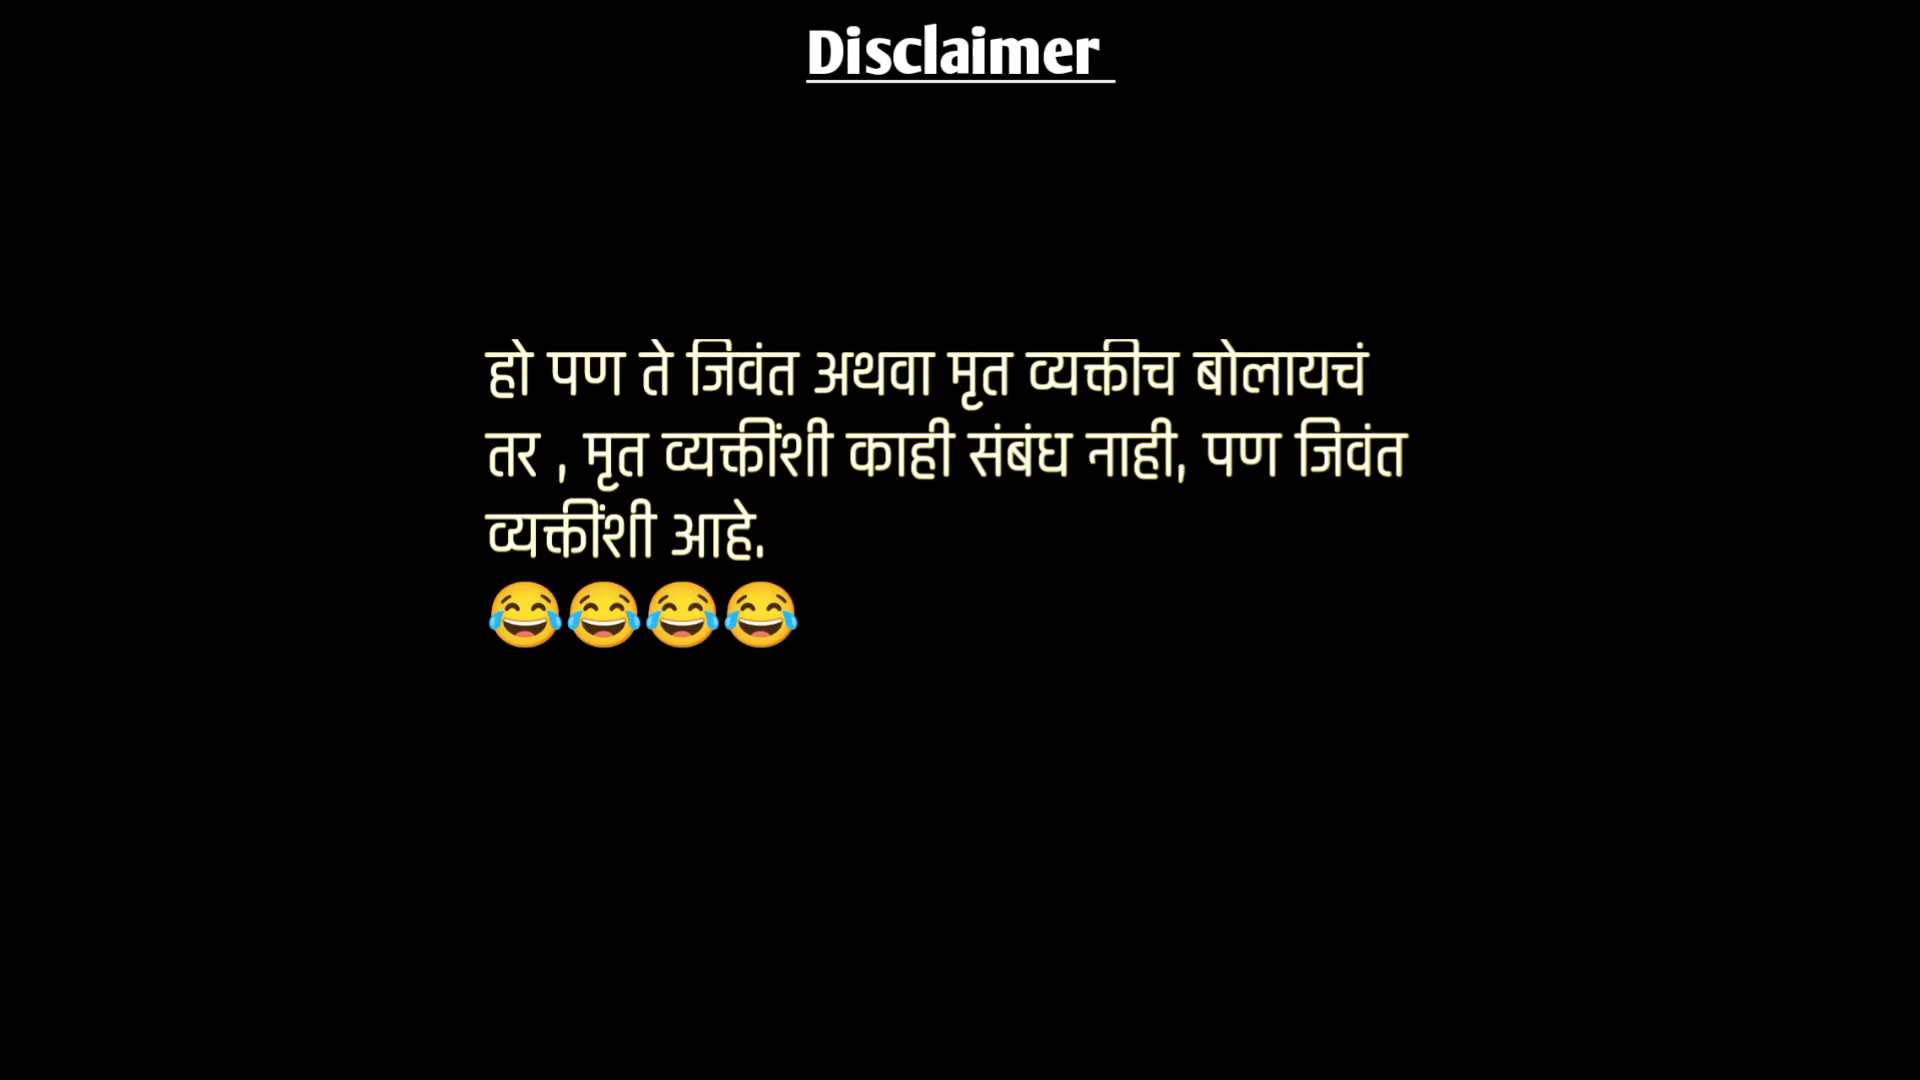 Disclaimer
हो पण ते जिवंत अथवा मृत व्यक्तीच बोलायचं
तर , मृत व्यक्तींशी काही संबंध नाही, पण जिवंत
व्यक्तींशी आहे.
😂😂😂😂